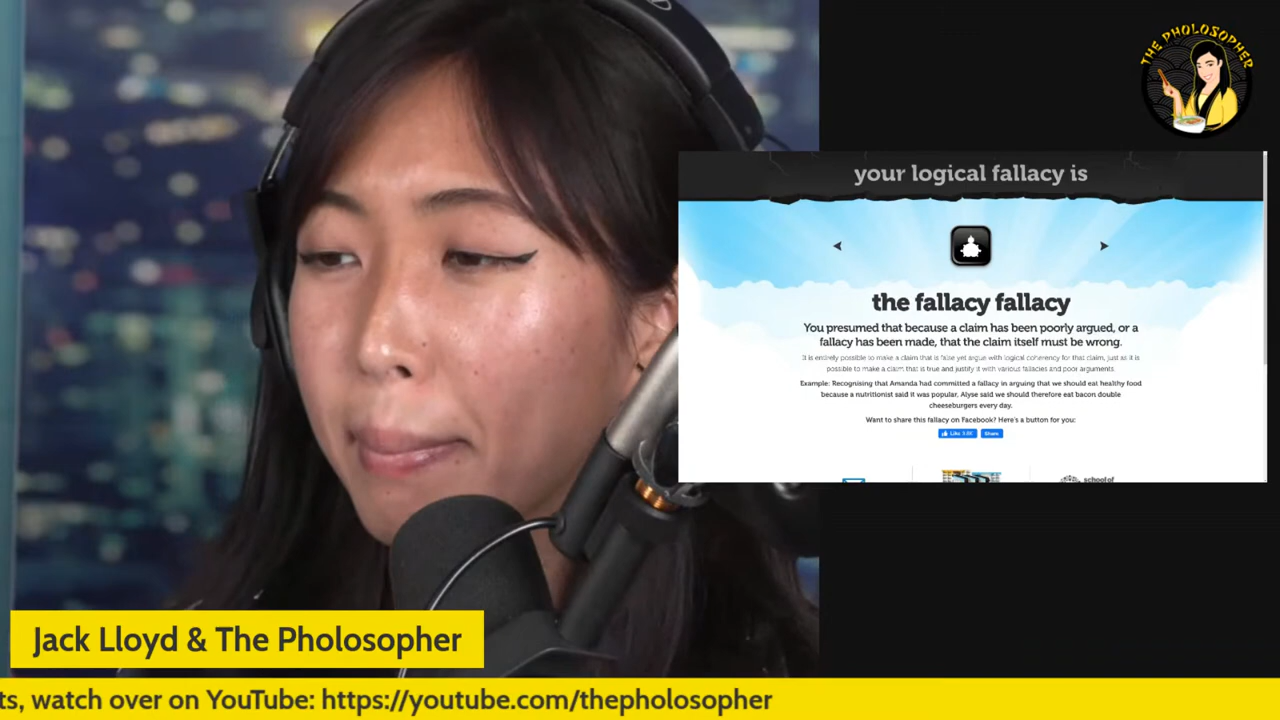 THE PHOLOSOPHER
your logical fallacy is
the fallacy fallacy
You presumed that because a claim has been poorly argued, or a
fallacy has been made, that the claim itself must be wrong.
It is entirely possible to make a claim that is false yet argue with logical coherency for that claim, just as it is
possible to make a claim that is true and justify it with various fallacies and poor arguments.
Example: Recognising that Amanda had committed a fallacy in arguing that we should eat healthy food
because a nutritionist said it was popular, Alyse said we should therefore eat bacon double
cheeseburgers every day.
Want to share this fallacy on Facebook? Here's a button for you:
Like
Share
school of
Jack Lloyd & The Pholosopher
ts, watch over on YouTube: https://youtube.com/thepholosopher